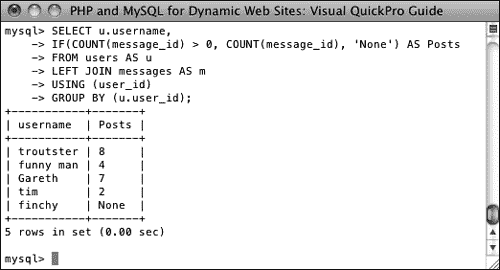 PHP and MySQL for Dynamic Web Sites: Visual QuickPro Guide
mysql> SELECT u.username,
    -> IF(COUNT(message_id) > 0, COUNT(message_id), 'None') AS Posts
    -> FROM users AS u
    -> LEFT JOIN messages AS m
    -> USING (user_id)
    -> GROUP BY (u.user_id);
+-----------+-------+
| username  | Posts |
+-----------+-------+
| troutster | 8     |
| funny man | 4     |
| Gareth    | 7     |
| tim       | 2     |
| finchy    | None  |
+-----------+-------+
5 rows in set (0.00 sec)
mysql>